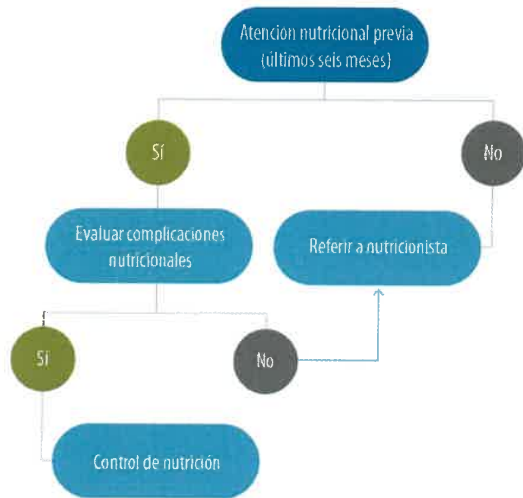 Atención nutricional previa
(últimos seis meses)
Sí
No
Evaluar complicaciones
nutricionales
Referir a nutricionista
Sí
No
Control de nutrición